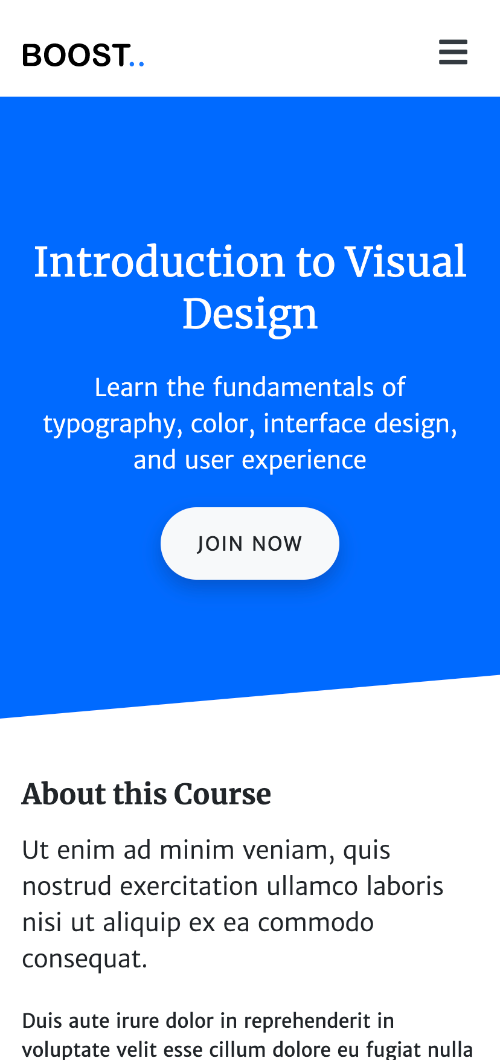 BOOST..
Introduction to Visual
Design
Learn the fundamentals of
typography, color, interface design,
and user experience
JOIN NOW
About this Course
Ut enim ad minim veniam, quis
nostrud exercitation ullamco laboris
nisi ut aliquip ex ea commodo
consequat.
Duis aute irure dolor in reprehenderit in
voluptate velit esse cillum dolore eu fugiat nulla